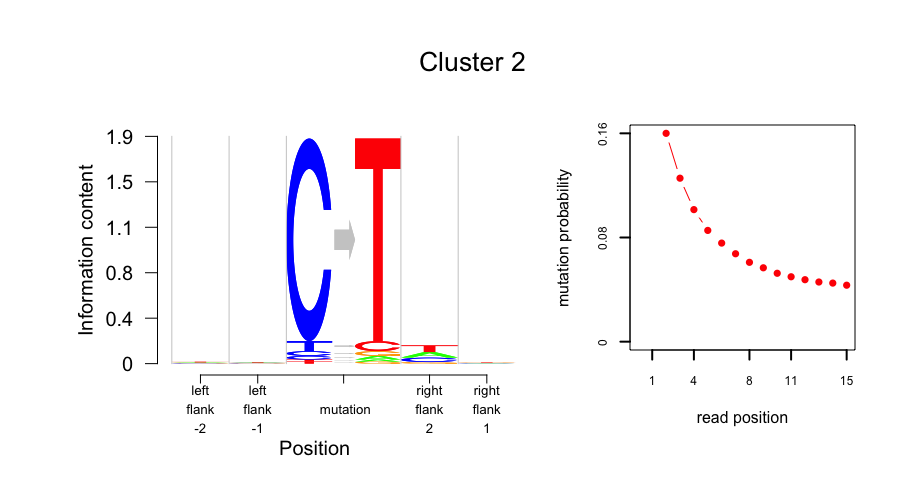 Cluster 2
Information content
1.9
1.5
1.1
0.8
0.4
0
C T
left flank -2
left flank -1
mutation
right flank 2
right flank 1
Position
mutation probability
0.16
0.08
0
1 4 8 11 15
read position